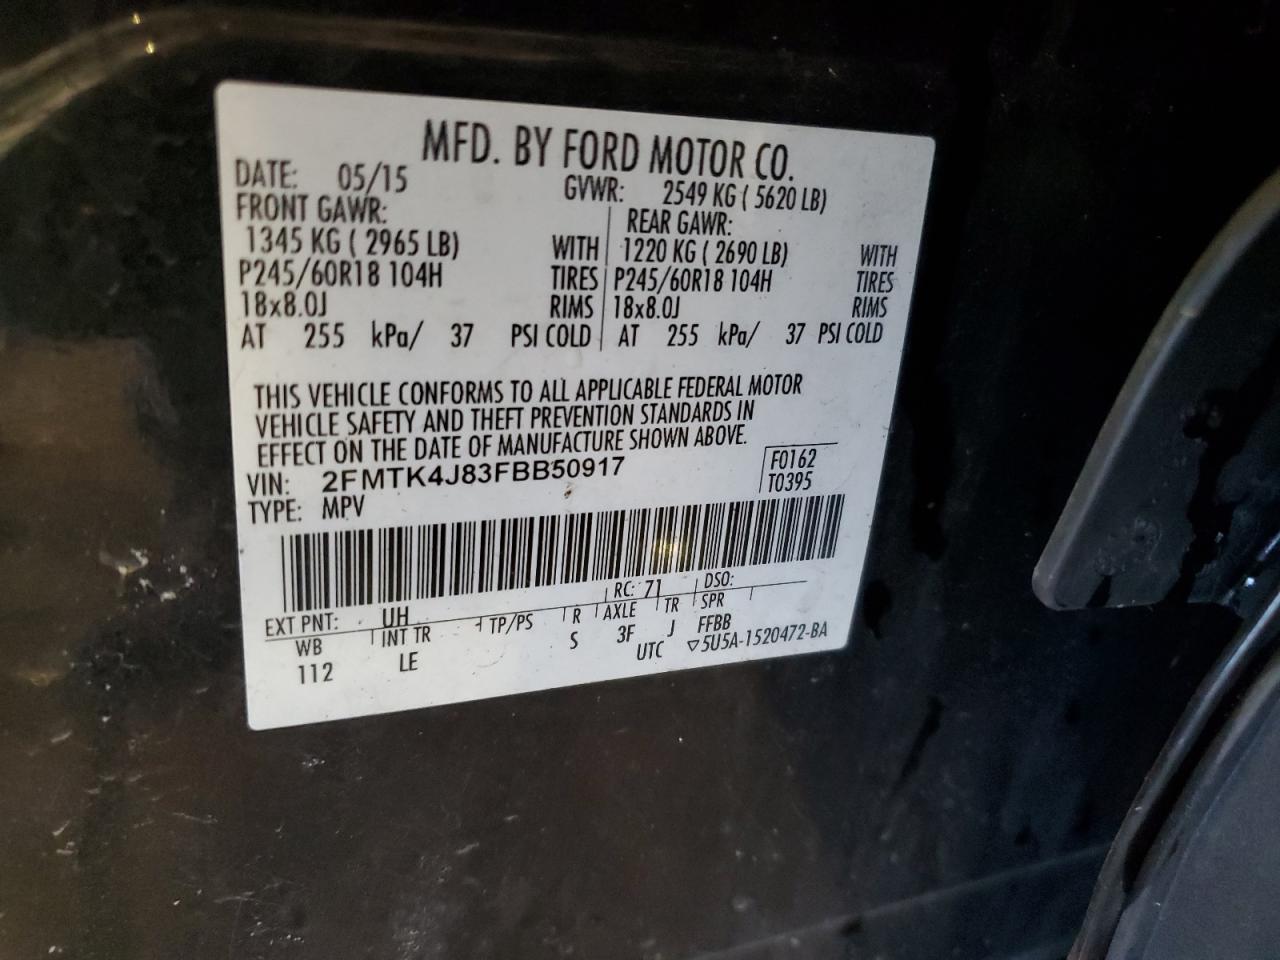 MFD. BY FORD MOTOR CO.
DATE: 05/15 GVWR: 2549 KG ( 5620 LB)
FRONT GAWR: REAR GAWR:
1345 KG ( 2965 LB) WITH 1220 KG ( 2690 LB) WITH
P245/60R18 104H TIRES P245/60R18 104H TIRES
18x8.0J RIMS 18x8.0J RIMS
AT 255 kPa/ 37 PSI COLD AT 255 kPa/ 37 PSI COLD
THIS VEHICLE CONFORMS TO ALL APPLICABLE FEDERAL MOTOR
VEHICLE SAFETY AND THEFT PREVENTION STANDARDS IN
EFFECT ON THE DATE OF MANUFACTURE SHOWN ABOVE.
VIN: 2FMTK4J83FBB50917 F0162
TYPE: MPV T0395
EXT PNT: UH RC: 71 DSO:
WB INT TR TP/PS R AXLE TR SPR
112 LE S 3F J FFBB
UTC ▽5U5A-1520472-BA